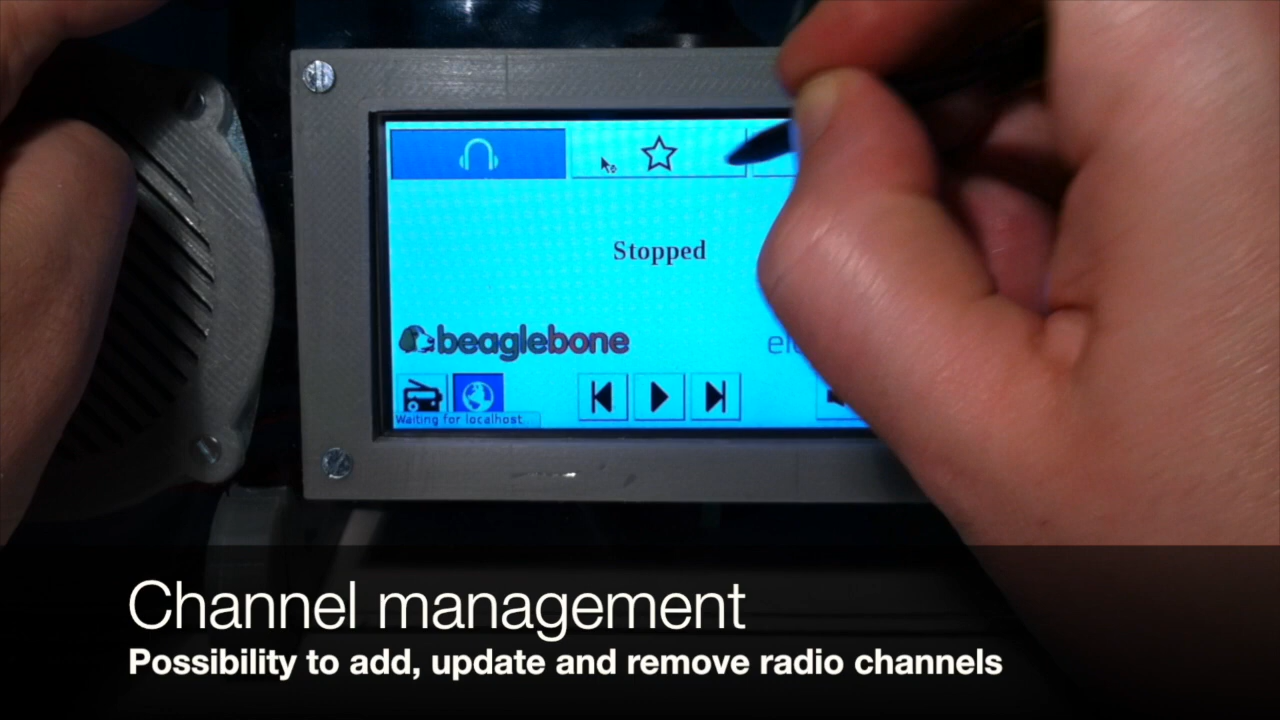 Stopped
beaglebone
Waiting for localhost
Channel management
Possibility to add, update and remove radio channels